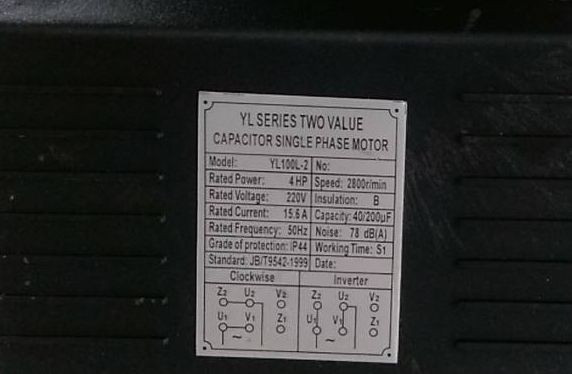 YL SERIES TWO VALUE
CAPACITOR SINGLE PHASE MOTOR
Model: YL100L-2 No:
Rated Power: 4 HP Speed: 2800r/min
Rated Voltage: 220V Insulation: B
Rated Current: 15.6 A Capacity: 40/200µF
Rated Frequency: 50Hz Noise: 78 dB(A)
Grade of protection: IP44 Working Time: S1
Standard: JB/T9542-1999 Date:
Clockwise Inverter
Z2 U2 V2 Z2 U2 V2
U1 V1 Z1 U1 V1 Z1
~ ~